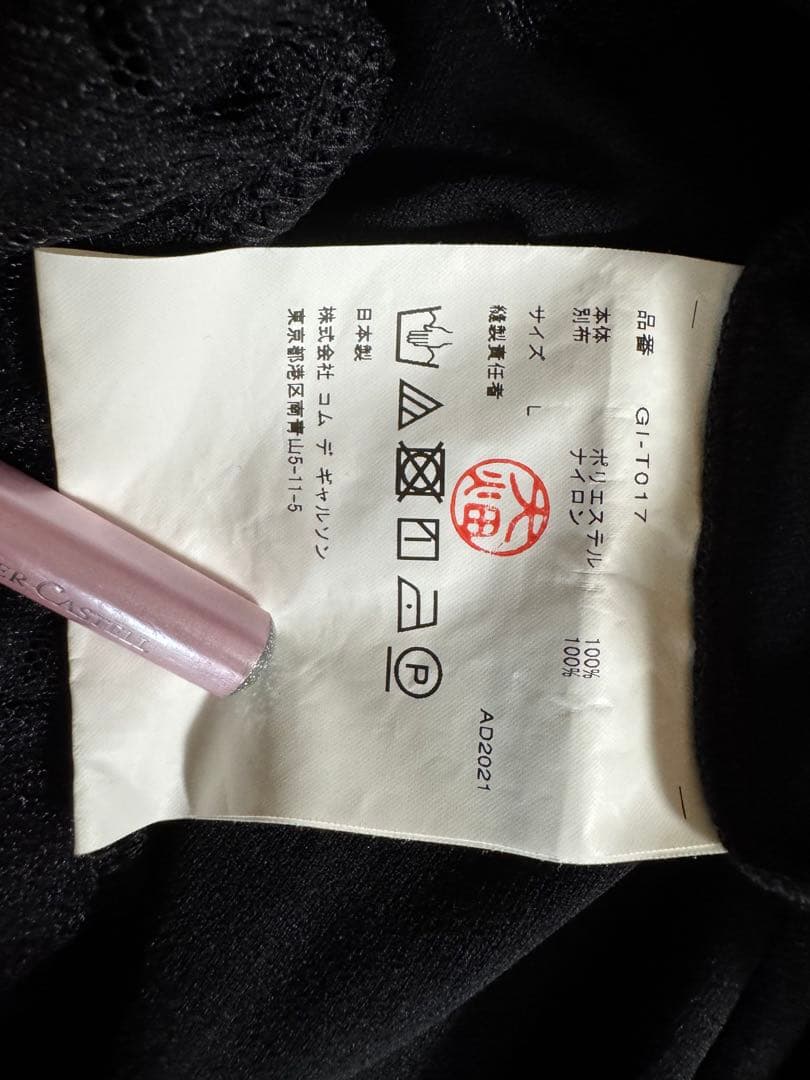 品番 GI-T017
本体 ポリエステル 100%
別布 ナイロン 100%
サイズ L
縫製責任者
AD2021
P
日本製
株式会社 コム デ ギャルソン
東京都港区南青山5-11-5
ER-CASTELL